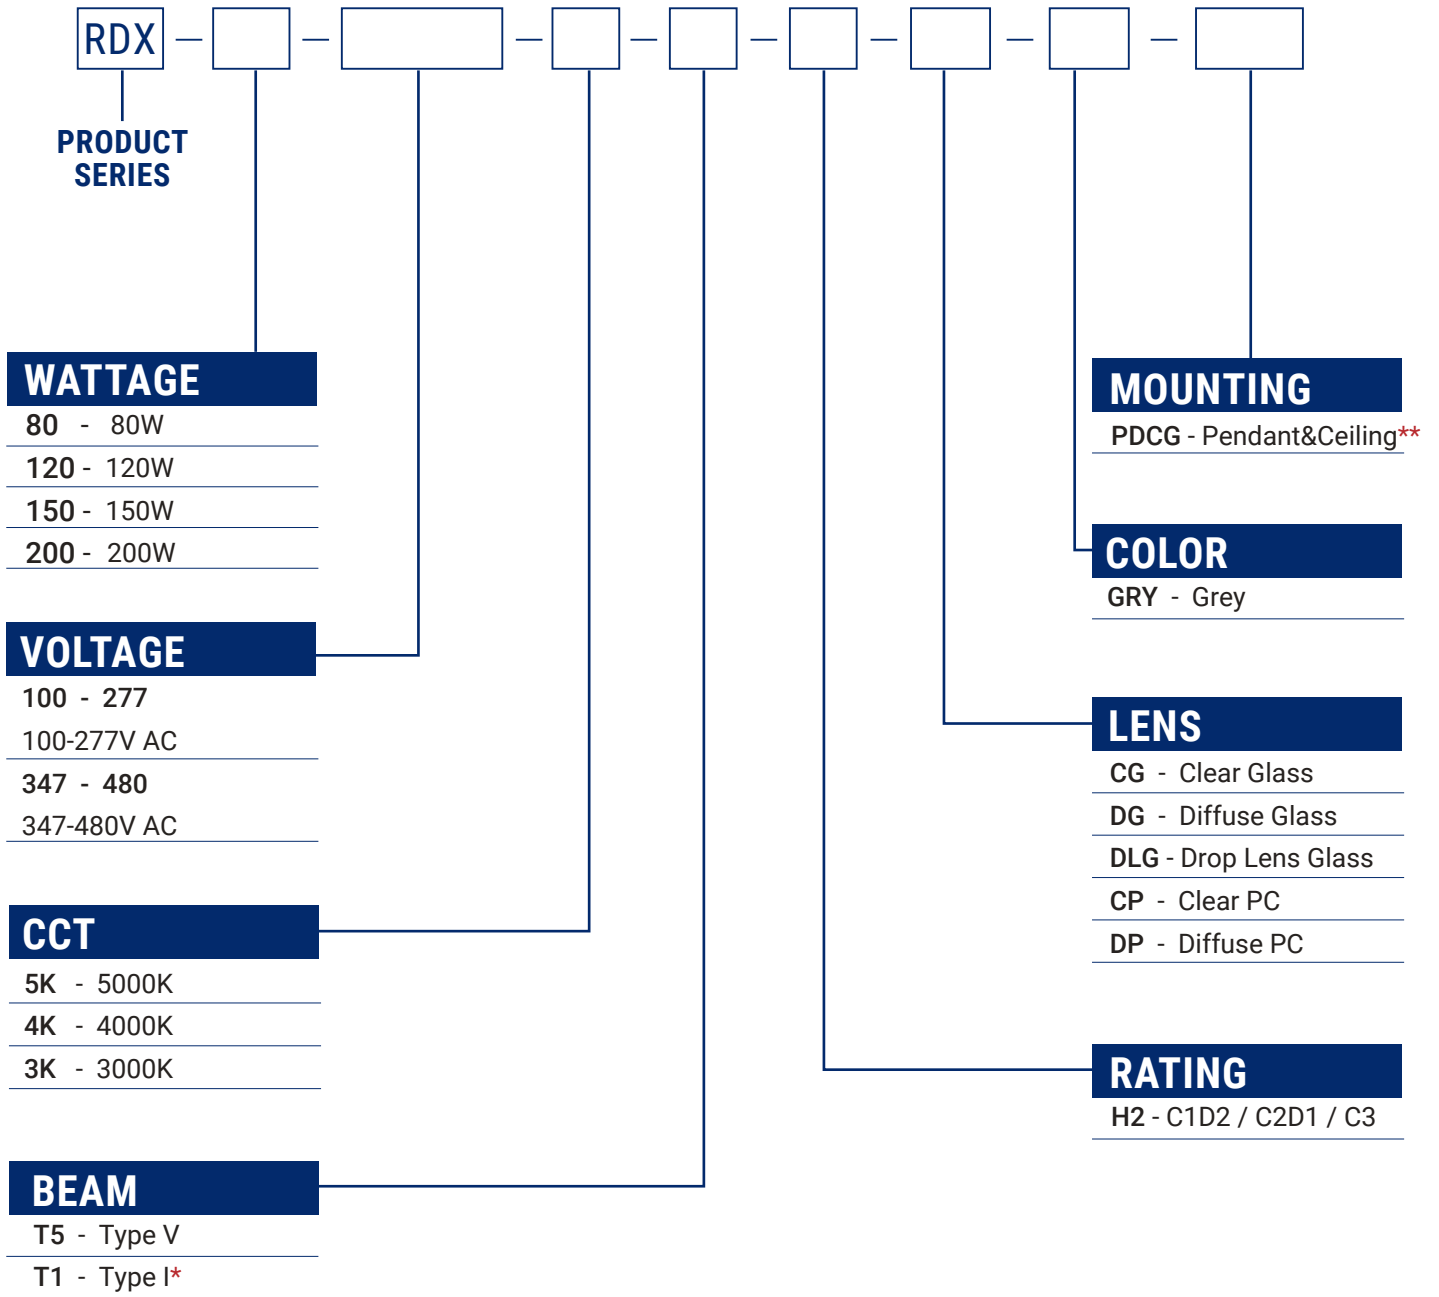 RDX — — — — — — — —
PRODUCT
SERIES
WATTAGE
80 - 80W
120 - 120W
150 - 150W
200 - 200W
VOLTAGE
100 - 277
100-277V AC
347 - 480
347-480V AC
CCT
5K - 5000K
4K - 4000K
3K - 3000K
BEAM
T5 - Type V
T1 - Type I*
MOUNTING
PDCG - Pendant&Ceiling**
COLOR
GRY - Grey
LENS
CG - Clear Glass
DG - Diffuse Glass
DLG - Drop Lens Glass
CP - Clear PC
DP - Diffuse PC
RATING
H2 - C1D2 / C2D1 / C3